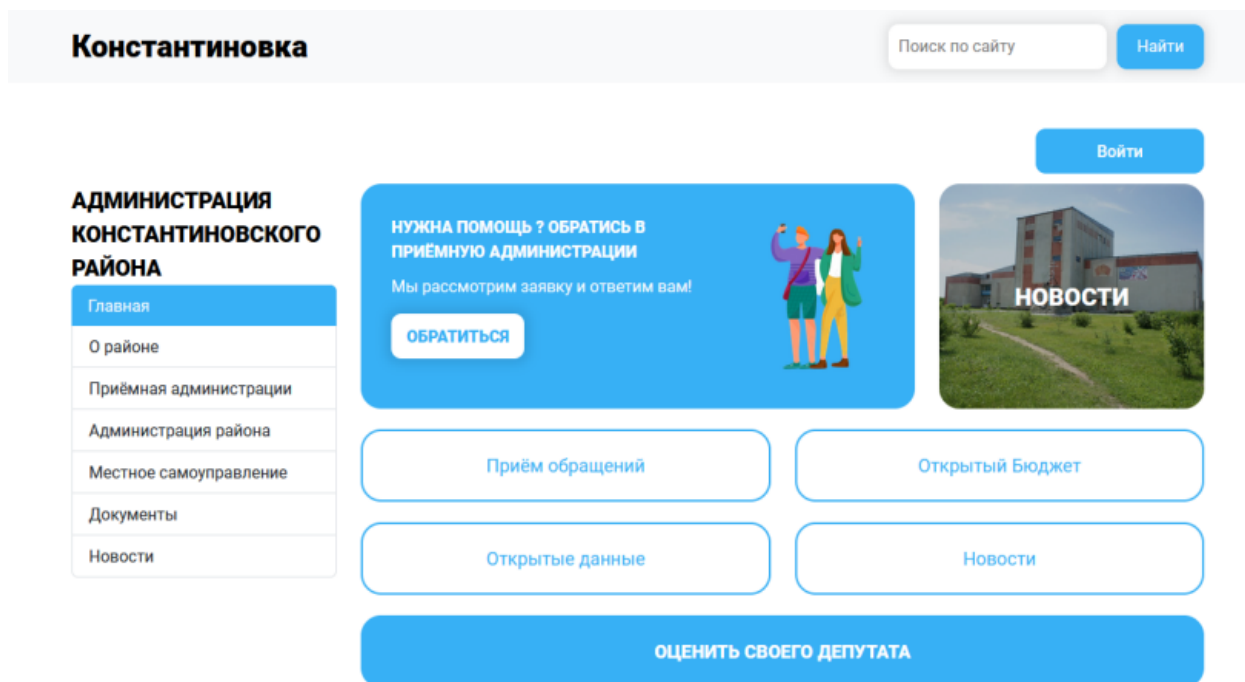 Константиновка
Поиск по сайту
Найти
Войти
АДМИНИСТРАЦИЯ
КОНСТАНТИНОВСКОГО
РАЙОНА
Главная
О районе
Приёмная администрации
Администрация района
Местное самоуправление
Документы
Новости
НУЖНА ПОМОЩЬ ? ОБРАТИСЬ В
ПРИЁМНУЮ АДМИНИСТРАЦИИ
Мы рассмотрим заявку и ответим вам!
ОБРАТИТЬСЯ
НОВОСТИ
Приём обращений
Открытый Бюджет
Открытые данные
Новости
ОЦЕНИТЬ СВОЕГО ДЕПУТАТА